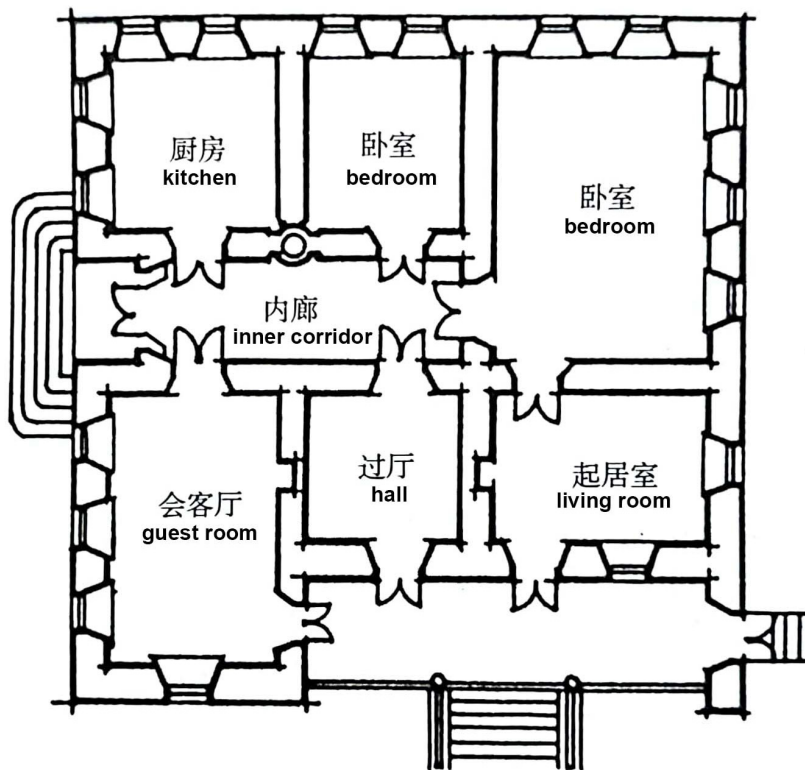 厨房
kitchen
卧室
bedroom
卧室
bedroom
内廊
inner corridor
会客厅
guest room
过厅
hall
起居室
living room